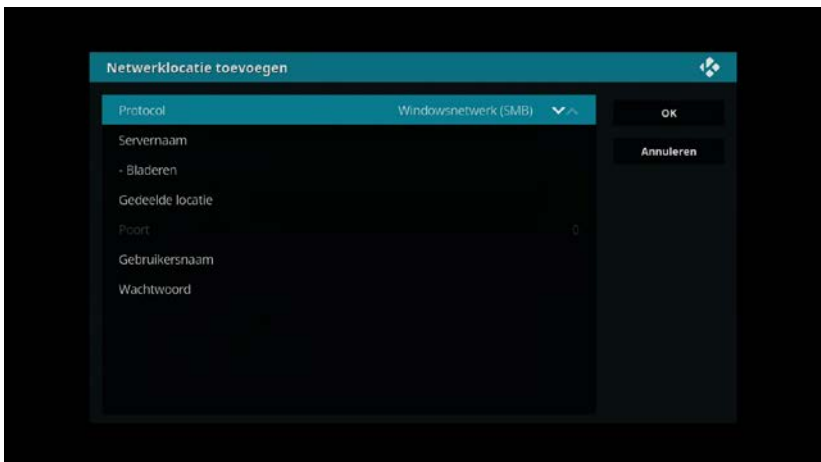 Netwerklocatie toevoegen
Protocol Windowsnetwerk (SMB)
OK
Servernaam
Annuleren
- Bladeren
Gedeelde locatie
Poort 0
Gebruikersnaam
Wachtwoord